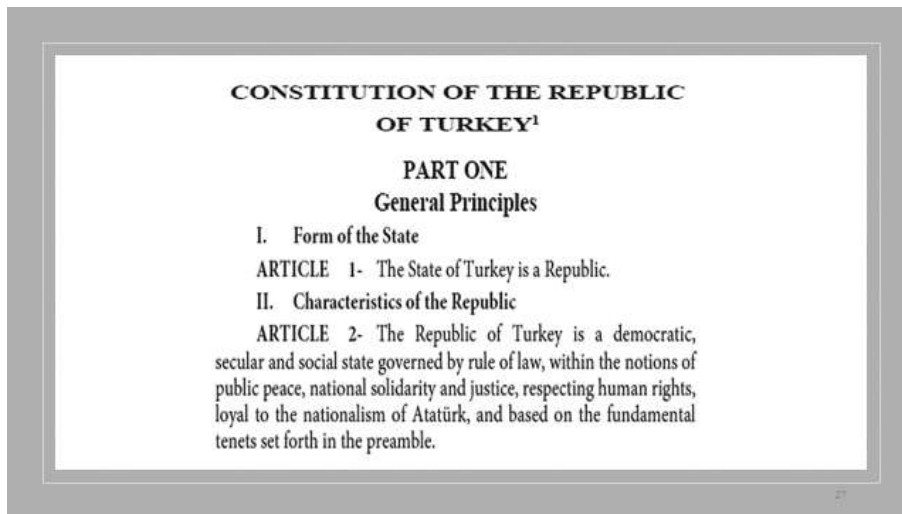 CONSTITUTION OF THE REPUBLIC
OF TURKEY¹
PART ONE
General Principles
I. Form of the State
ARTICLE 1- The State of Turkey is a Republic.
II. Characteristics of the Republic
ARTICLE 2- The Republic of Turkey is a democratic,
secular and social state governed by rule of law, within the notions of
public peace, national solidarity and justice, respecting human rights,
loyal to the nationalism of Atatürk, and based on the fundamental
tenets set forth in the preamble.
27